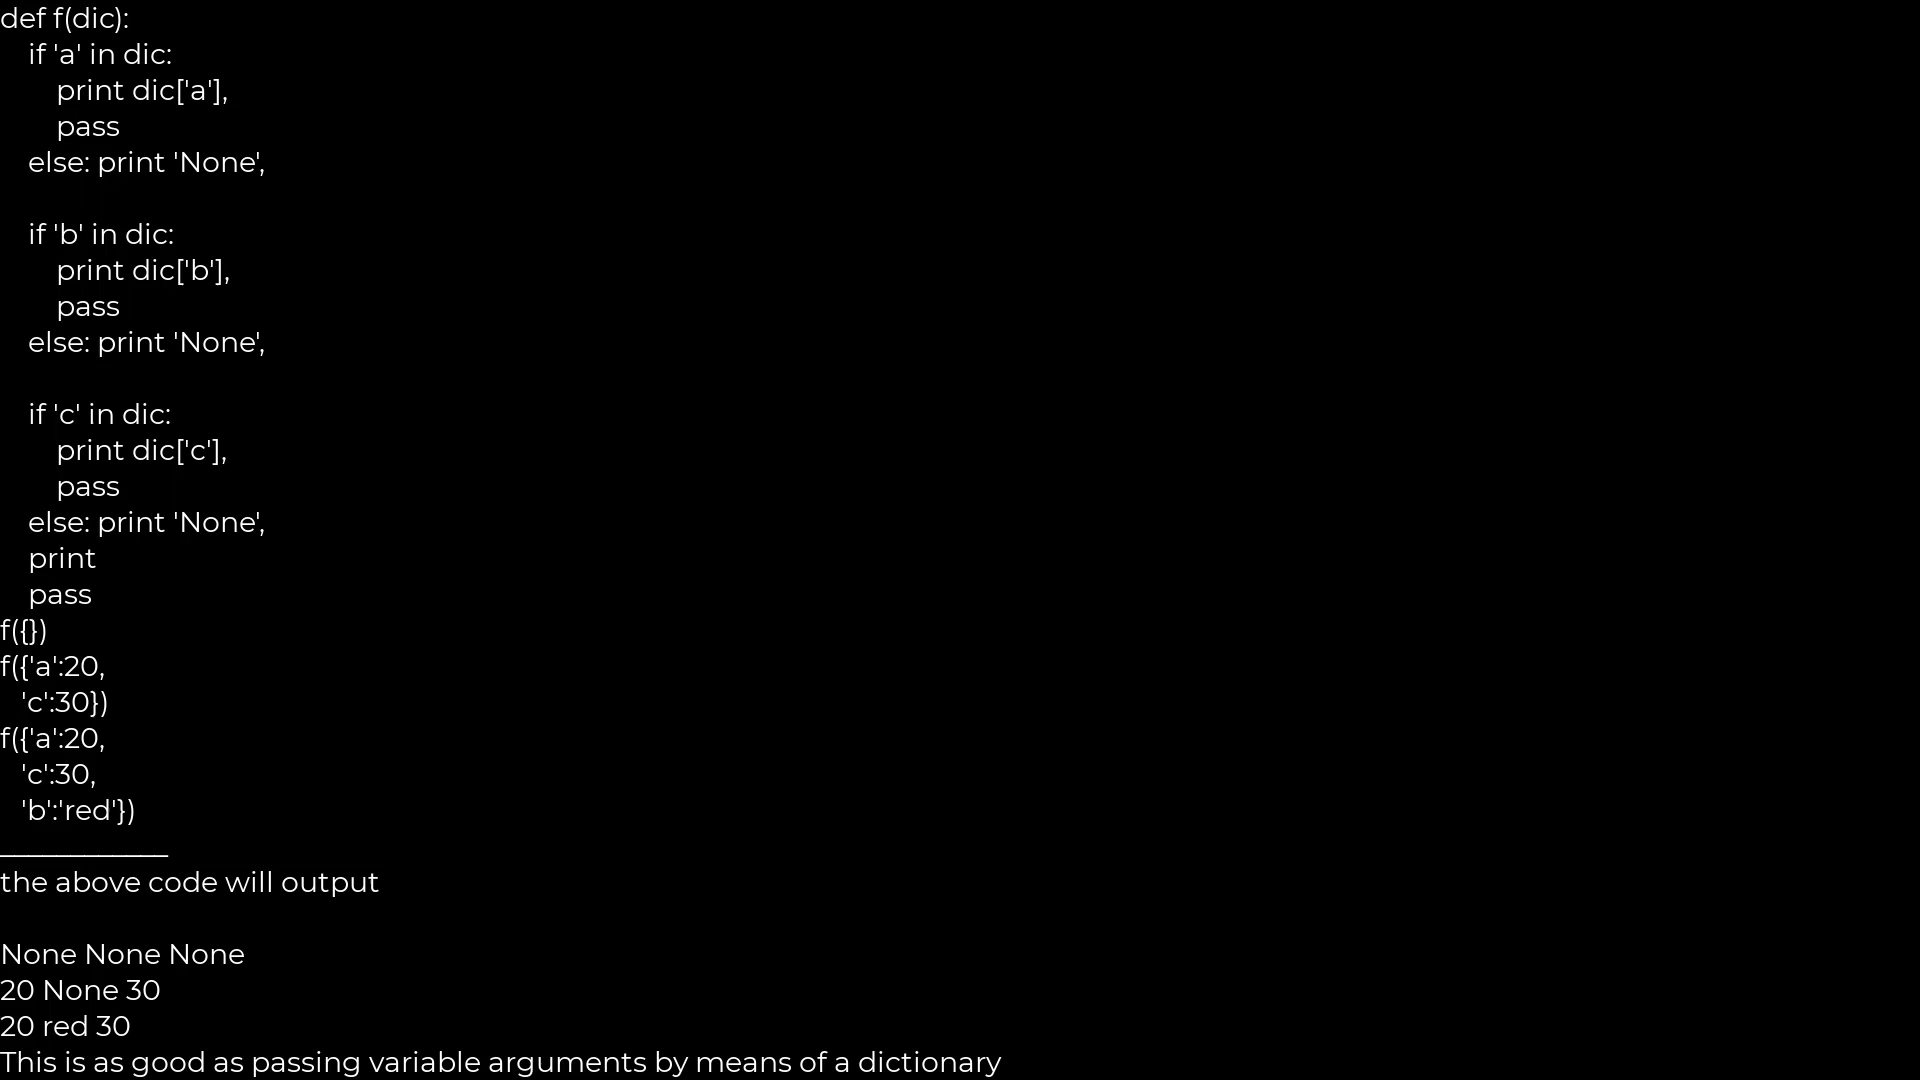 def f(dic):
    if 'a' in dic:
        print dic['a'],
        pass
    else: print 'None',

    if 'b' in dic:
        print dic['b'],
        pass
    else: print 'None',

    if 'c' in dic:
        print dic['c'],
        pass
    else: print 'None',
    print
    pass
f({})
f({'a':20,
   'c':30})
f({'a':20,
   'c':30,
   'b':'red'})
____________
the above code will output

None None None
20 None 30
20 red 30
This is as good as passing variable arguments by means of a dictionary